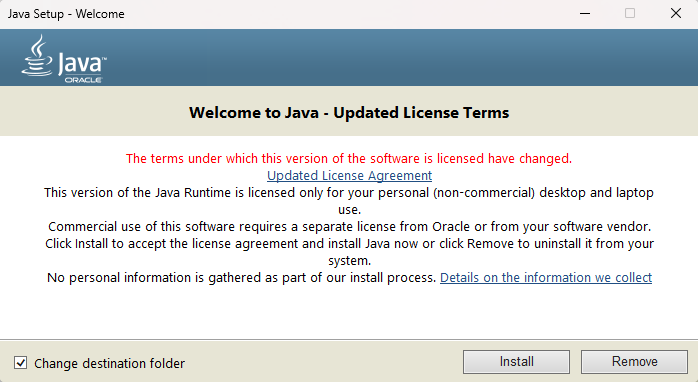 Java Setup - Welcome
Java™
ORACLE
Welcome to Java - Updated License Terms
The terms under which this version of the software is licensed have changed.
Updated License Agreement
This version of the Java Runtime is licensed only for your personal (non-commercial) desktop and laptop
use.
Commercial use of this software requires a separate license from Oracle or from your software vendor.
Click Install to accept the license agreement and install Java now or click Remove to uninstall it from your
system.
No personal information is gathered as part of our install process. Details on the information we collect
Change destination folder
Install
Remove